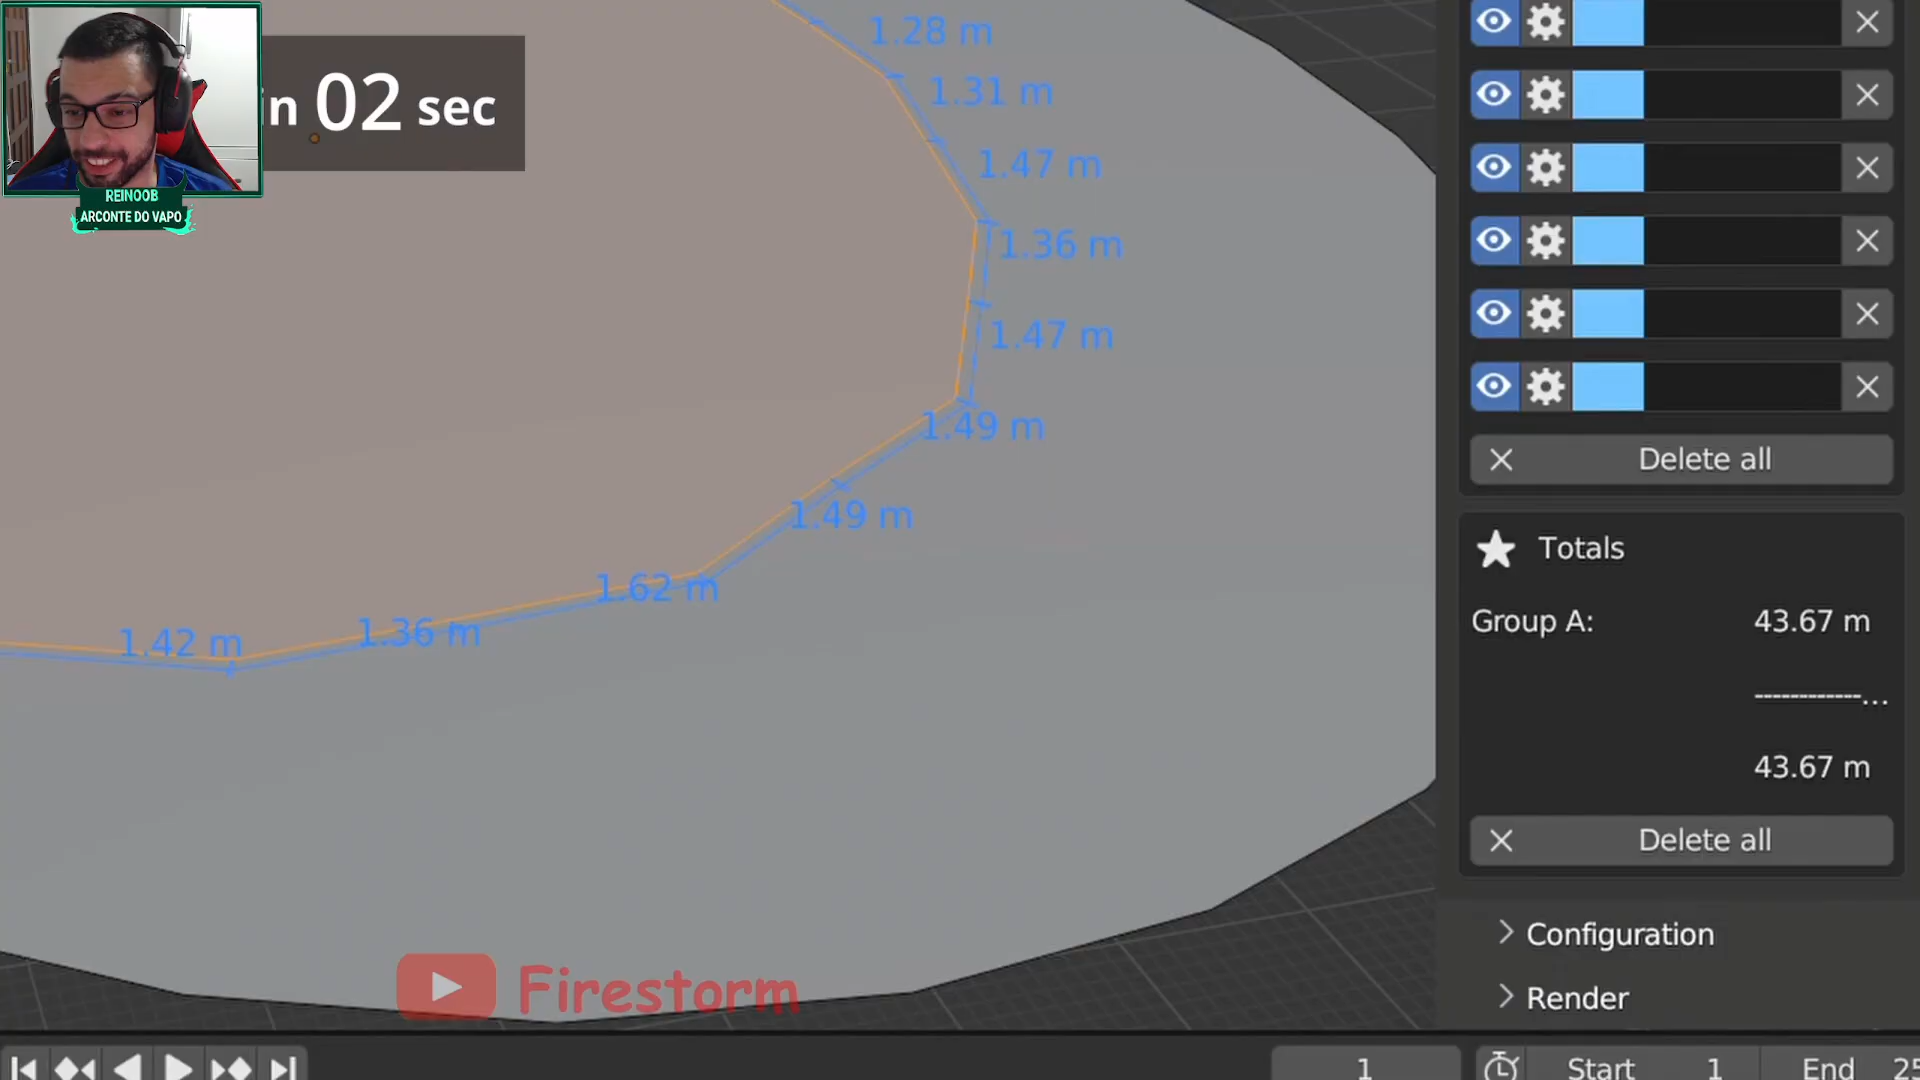 in 02 sec
REINOOB
ARCONTE DO VAPO
1.28 m
1.31 m
1.47 m
1.36 m
1.47 m
1.49 m
1.49 m
1.62 m
1.36 m
1.42 m
Firestorm
Delete all
Totals
Group A: 43.67 m
------------...
43.67 m
Delete all
Configuration
Render
1
Start 1
End 25